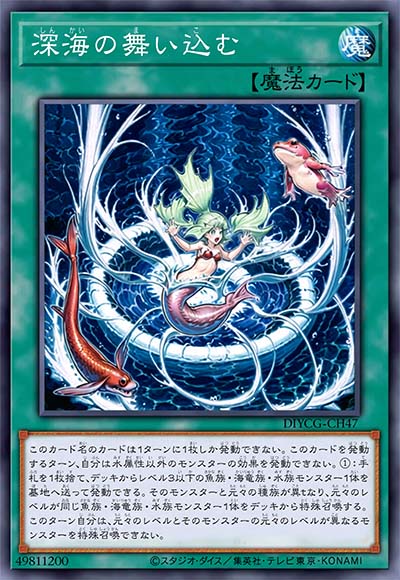 深海の舞い込む
魔
【魔法カード】
DIYCG-CH47
このカード名のカードは1ターンに1枚しか発動できない。このカードを発動
するターン、自分は水属性以外のモンスターの効果を発動できない。①:手
札を1枚捨て、デッキからレベル3以下の魚族・海竜族・水族モンスター1体を
墓地へ送って発動できる。そのモンスターと元々の種族が異なり、元々のレ
ベルが同じ魚族・海竜族・水族モンスター1体をデッキから特殊召喚する。
このターン自分は、元々のレベルとそのモンスターの元々のレベルが異なるモ
ンスターを特殊召喚できない。
49811200
©スタジオ・ダイス/集英社・テレビ東京・KONAMI